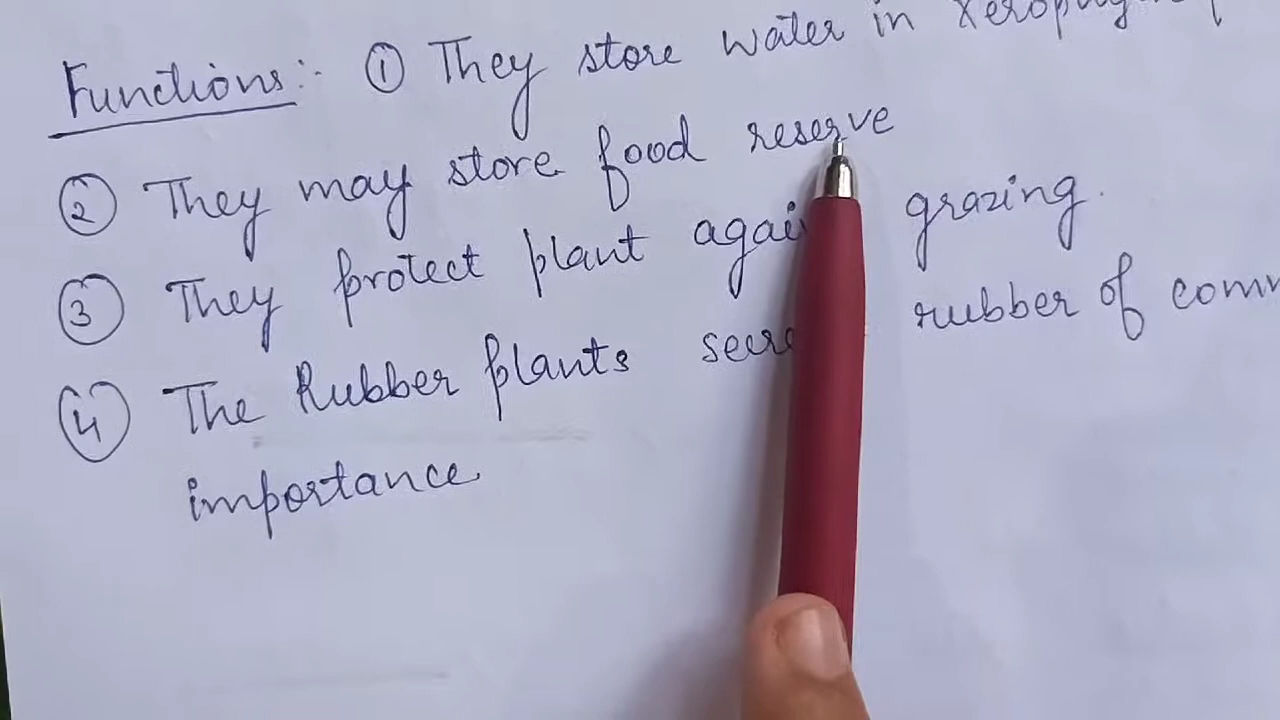 Functions:- ① They store water in
② They may store food reserve
③ They protect plant grazing.
④ The Rubber plants rubber of
importance